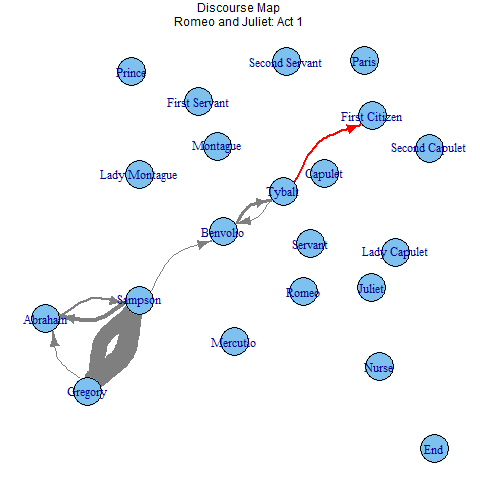 Discourse Map
Romeo and Juliet: Act 1
Second Servant
Paris
Prince
First Servant
First Citizen
Montague
Second Capulet
Lady Montague
Capulet
Tybalt
Benvolio
Servant
Lady Capulet
Romeo
Juliet
Sampson
Abraham
Mercutio
Nurse
Gregory
End